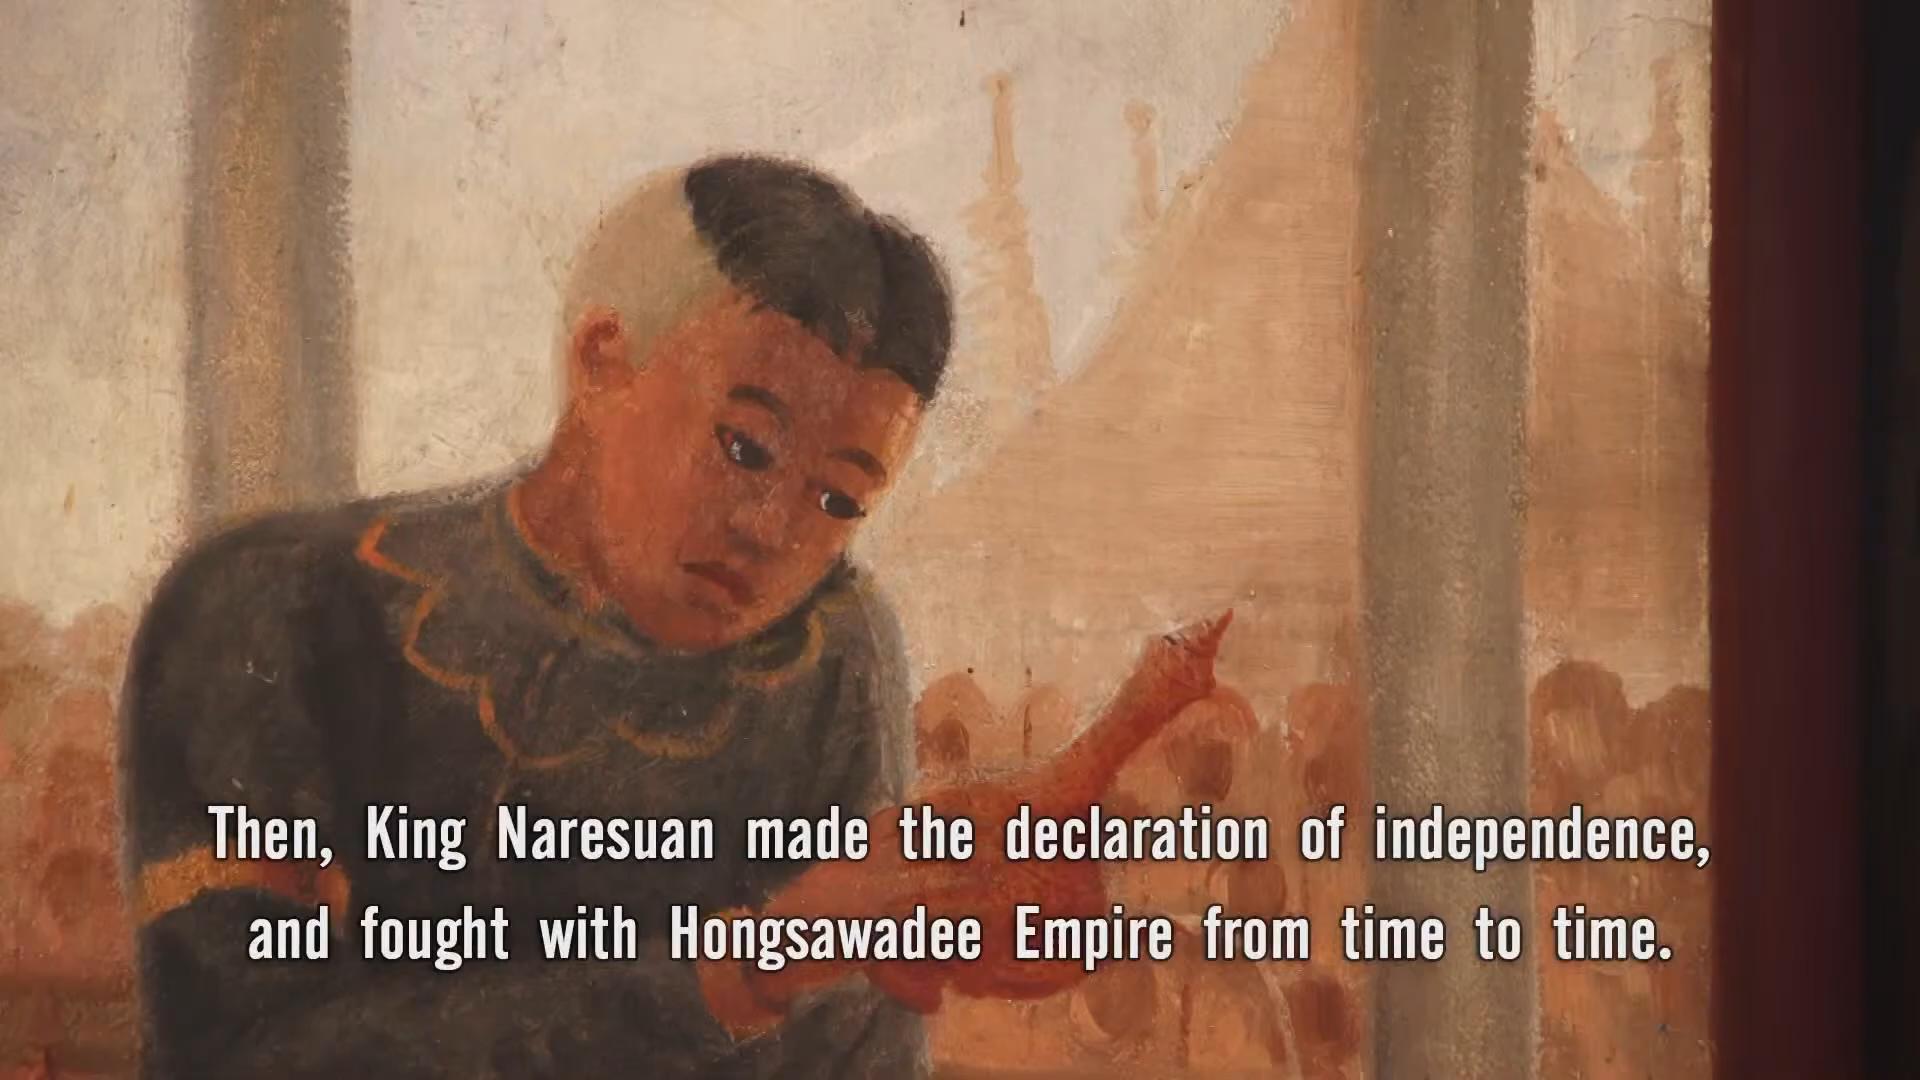 Then, King Naresuan made the declaration of independence,
and fought with Hongsawadee Empire from time to time.